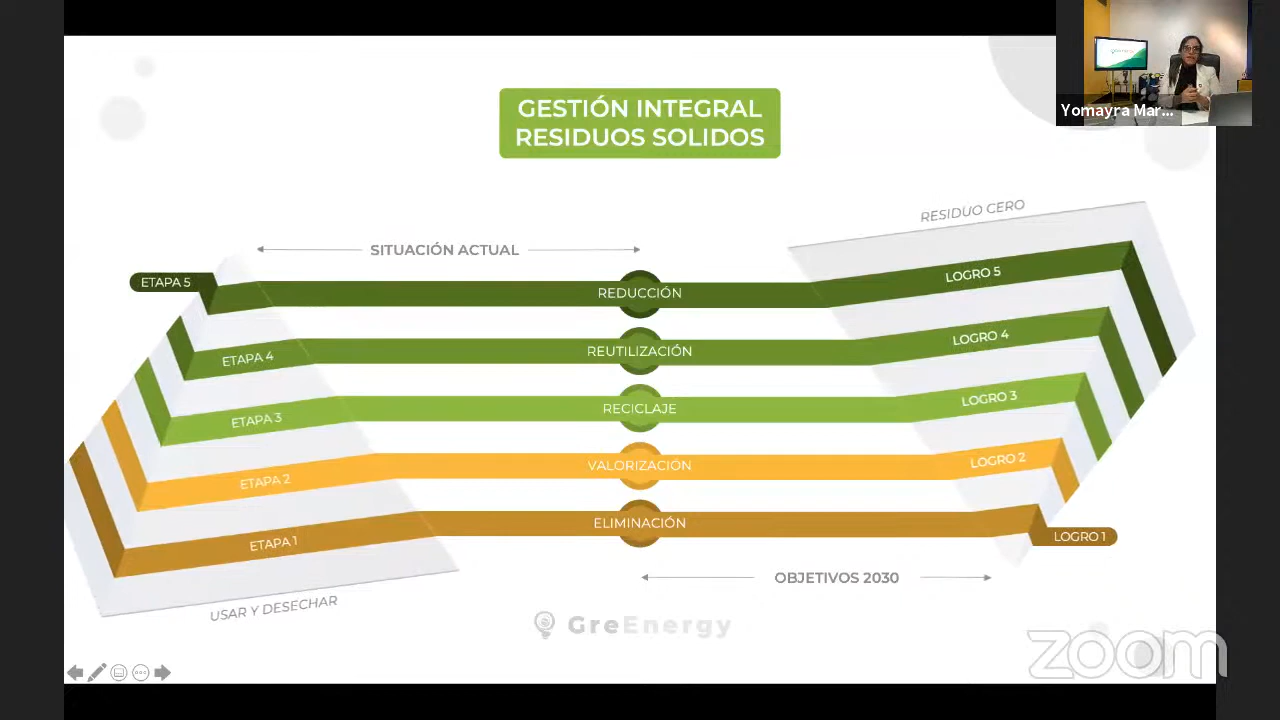 Yomayra Mar...
GESTIÓN INTEGRAL
RESIDUOS SOLIDOS
RESIDUO CERO
SITUACIÓN ACTUAL
ETAPA 5
REDUCCIÓN
LOGRO 5
ETAPA 4
REUTILIZACIÓN
LOGRO 4
ETAPA 3
RECICLAJE
LOGRO 3
ETAPA 2
VALORIZACIÓN
LOGRO 2
ETAPA 1
ELIMINACIÓN
LOGRO 1
OBJETIVOS 2030
USAR Y DESECHAR
GreEnergy
zoom